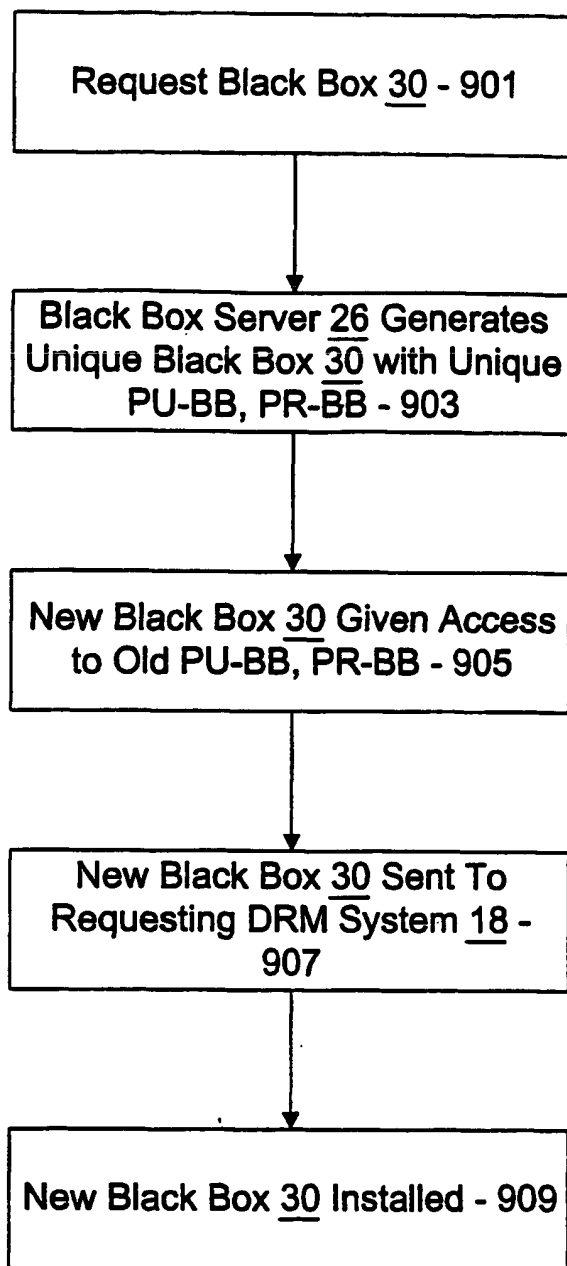 Request Black Box 30 - 901
Black Box Server 26 Generates
Unique Black Box 30 with Unique
PU-BB, PR-BB - 903
New Black Box 30 Given Access
to Old PU-BB, PR-BB - 905
New Black Box 30 Sent To
Requesting DRM System 18 -
907
New Black Box 30 Installed - 909